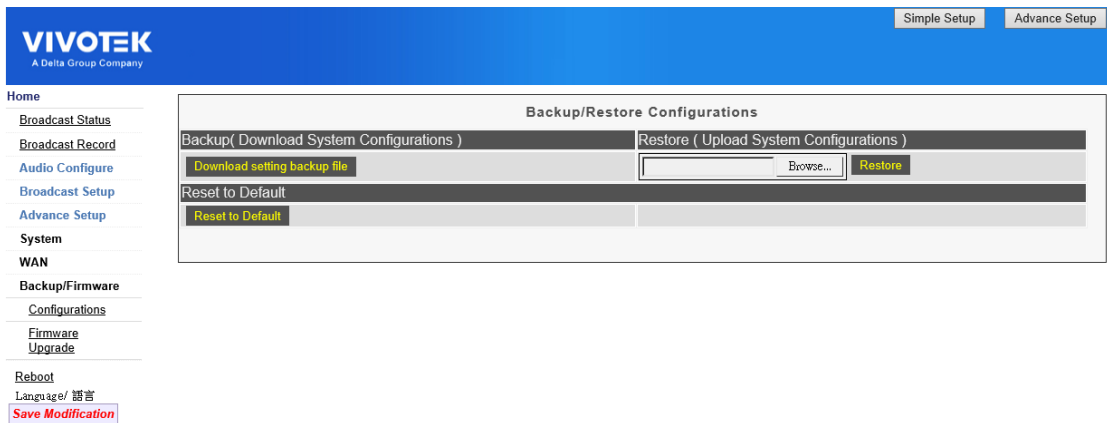 Simple Setup Advance Setup
VIVOTEK
A Delta Group Company
Home
Broadcast Status
Broadcast Record
Audio Configure
Broadcast Setup
Advance Setup
System
WAN
Backup/Firmware
Configurations
Firmware
Upgrade
Reboot
Language/ 語言
Save Modification
Backup/Restore Configurations
Backup( Download System Configurations ) Restore ( Upload System Configurations )
Download setting backup file Browse... Restore
Reset to Default
Reset to Default